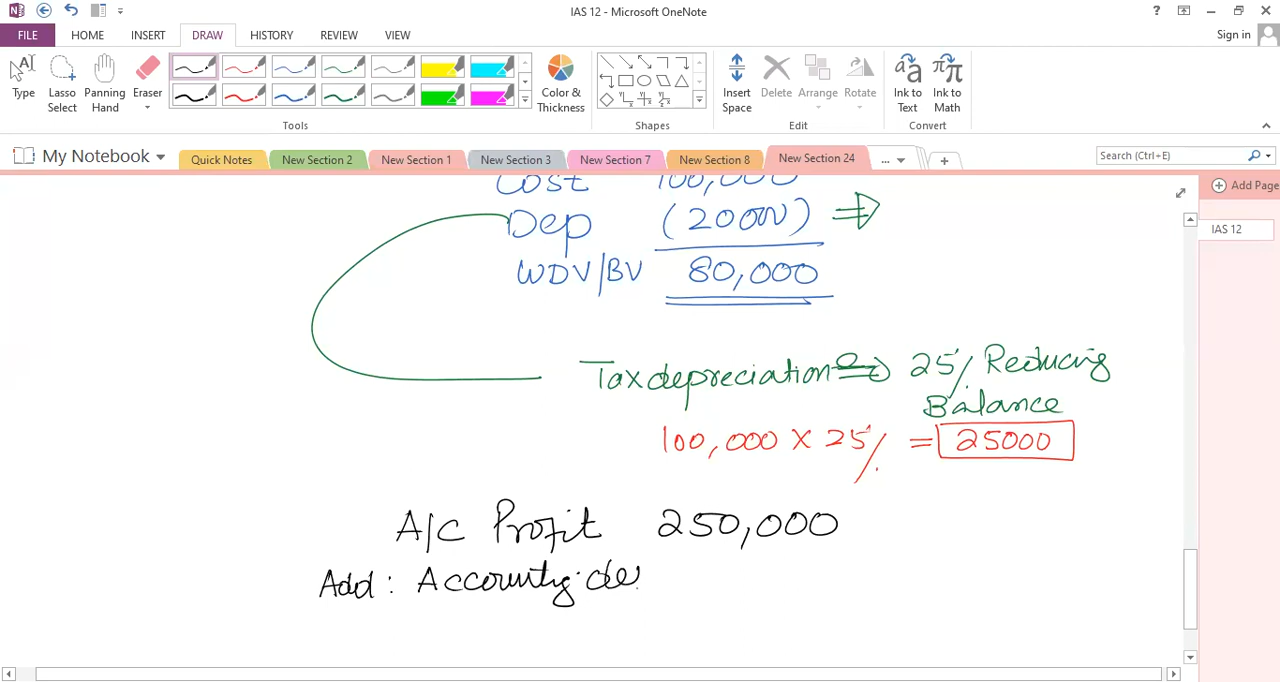 IAS 12 - Microsoft OneNote
Sign in
FILE HOME INSERT DRAW HISTORY REVIEW VIEW
Type
Lasso Select
Panning Hand
Eraser
Color & Thickness
Insert Space
Delete
Arrange
Rotate
Ink to Text
Ink to Math
Tools
Shapes
Edit
Convert
My Notebook
Quick Notes
New Section 2
New Section 1
New Section 3
New Section 7
New Section 8
New Section 24
...
Search (Ctrl+E)
Add Page
IAS 12
Cost 100,000
Dep (20000) ⇒
WDV/BV 80,000
Tax depreciation ⇒ 25% Reducing
Balance
100,000 X 25% = 25000
A/C Profit 250,000
Add: Accounty de